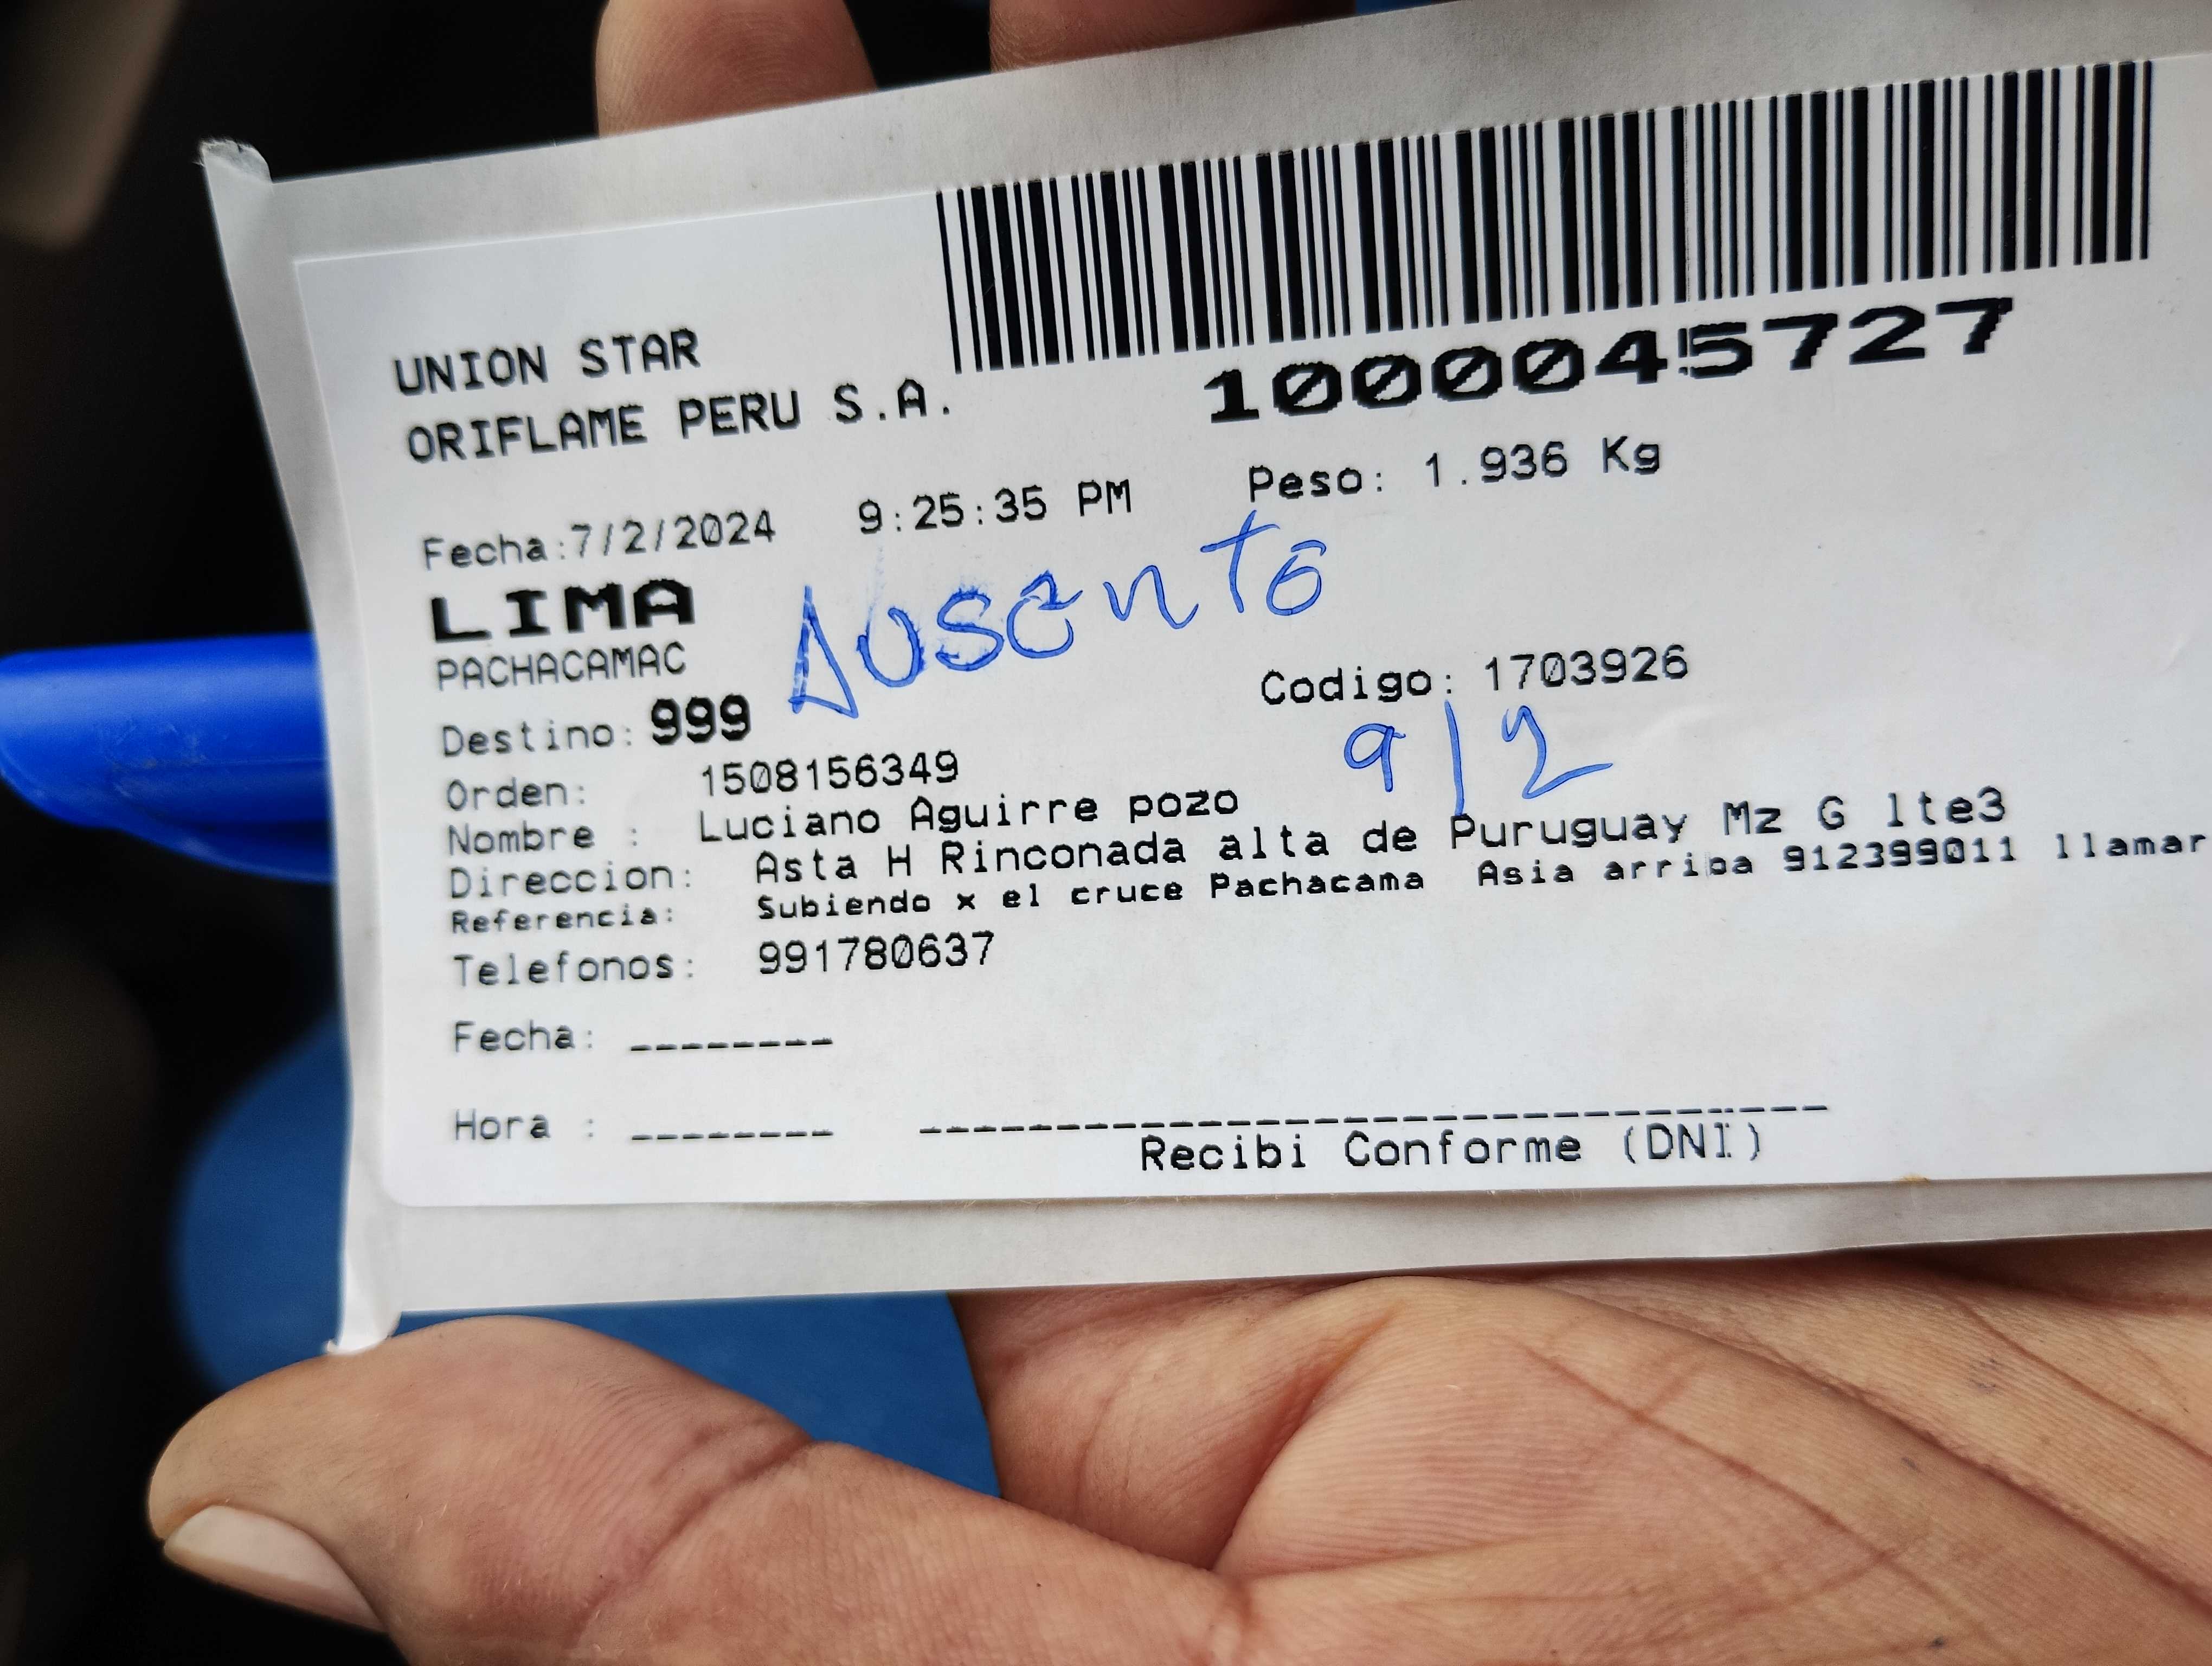 UNION STAR
ORIFLAME PERU S.A.
1000045727
Fecha:7/2/2024 9:25:35 PM Peso: 1.936 Kg
LIMA
Ausente
PACHACAMAC
Destino: 999 Codigo: 1703926
9/2
Orden: 1508156349
Nombre : Luciano Aguirre pozo
Direccion: Asta H Rinconada alta de Puruguay Mz G lte3
Referencia: Subiendo x el cruce Pachacama Asia arriba 912399011 llamar
Telefonos: 991780637
Fecha: --------
Hora : --------
Recibi Conforme (DNI)